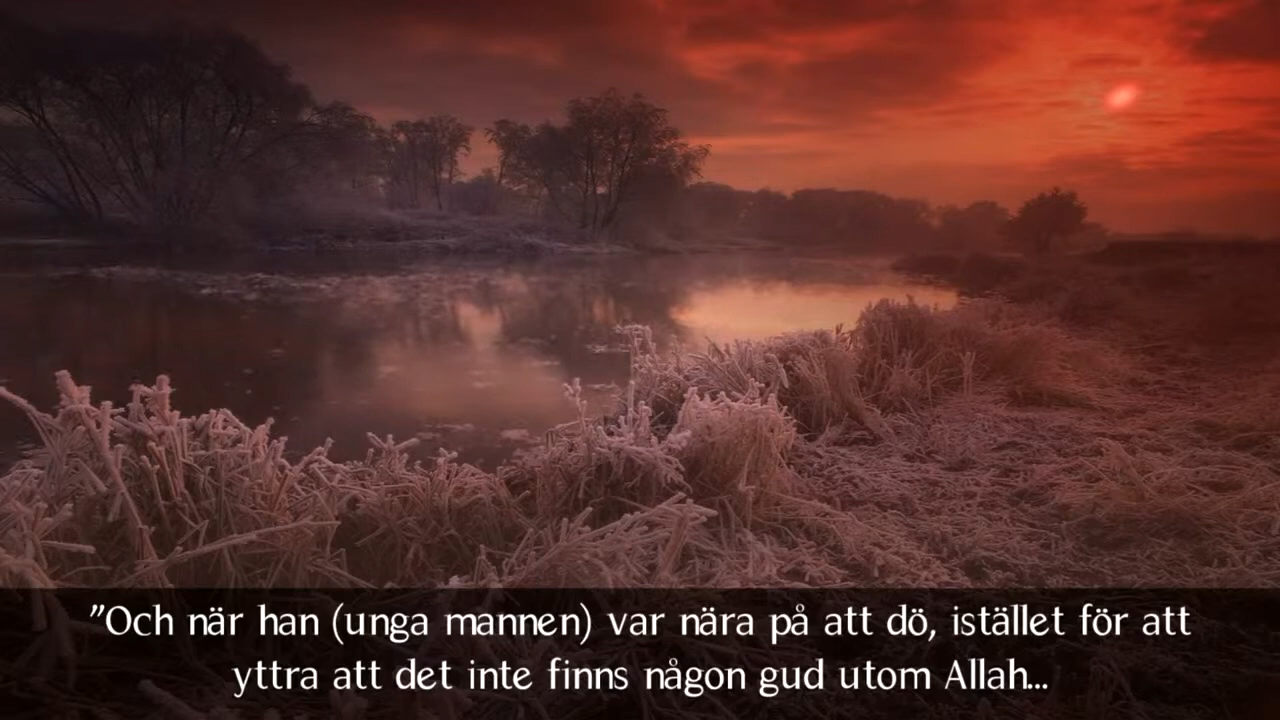 "Och när han (unga mannen) var nära på att dö, istället för att
yttra att det inte finns någon gud utom Allah...